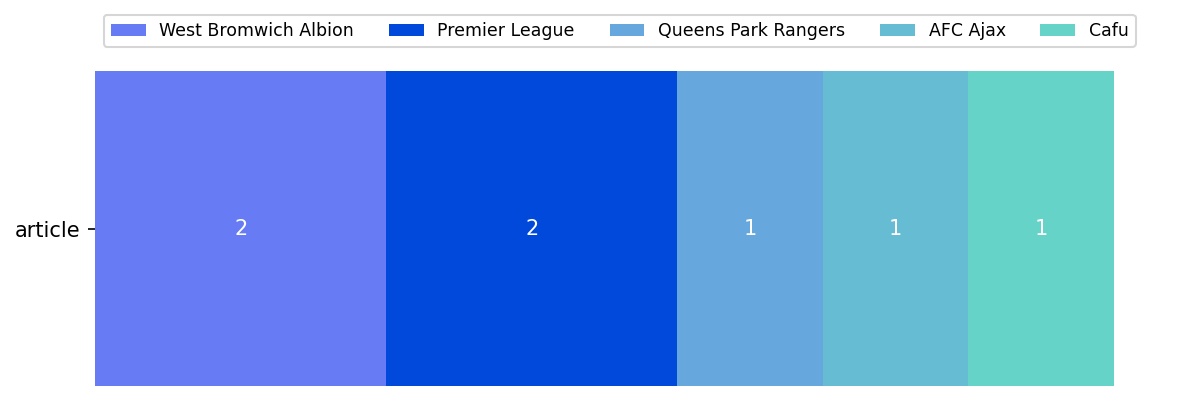 West Bromwich Albion Premier League Queens Park Rangers AFC Ajax Cafu
article 2 2 1 1 1